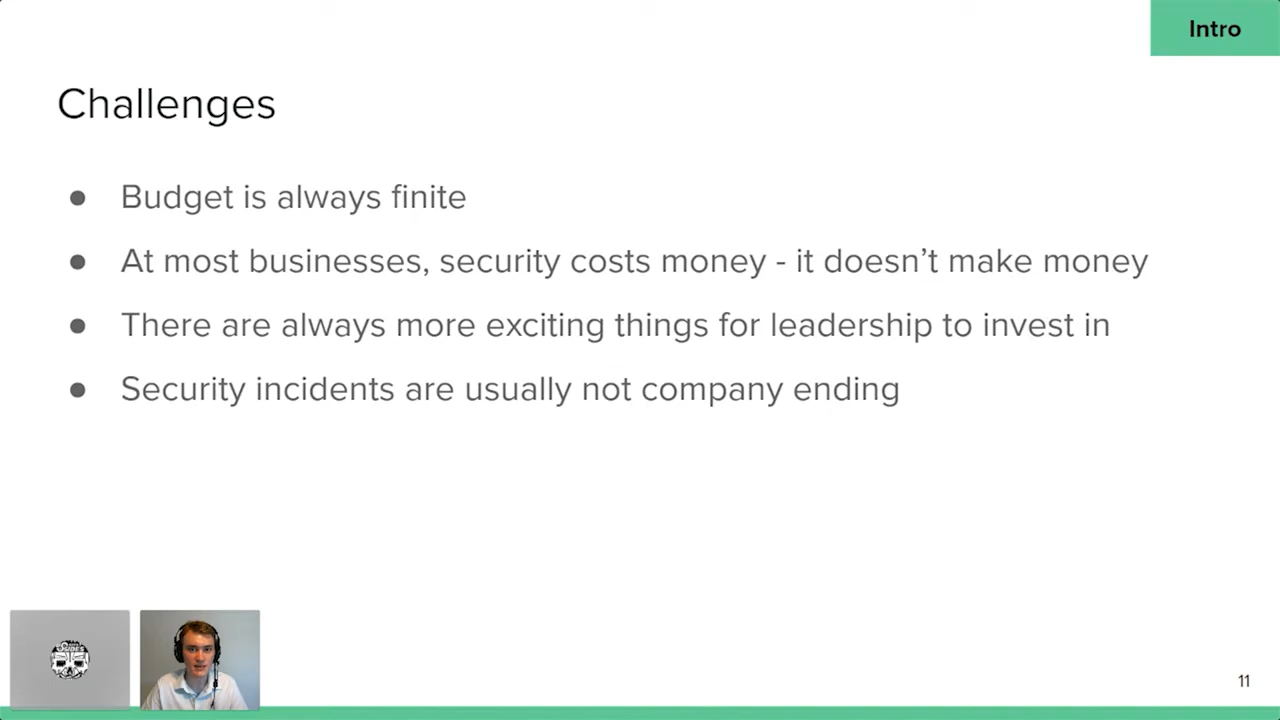 Intro
Challenges
● Budget is always finite
● At most businesses, security costs money - it doesn’t make money
● There are always more exciting things for leadership to invest in
● Security incidents are usually not company ending
SIDES
11